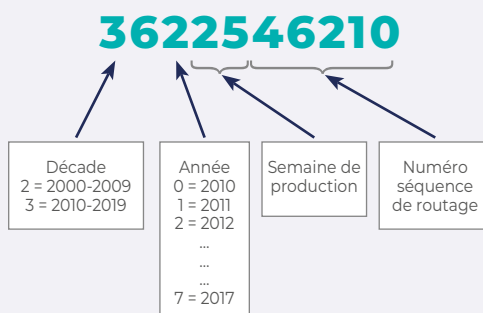 3622546210
Décade
2 = 2000-2009
3 = 2010-2019
Année
0 = 2010
1 = 2011
2 = 2012
...
...
...
7 = 2017
Semaine de
production
Numéro
séquence
de routage